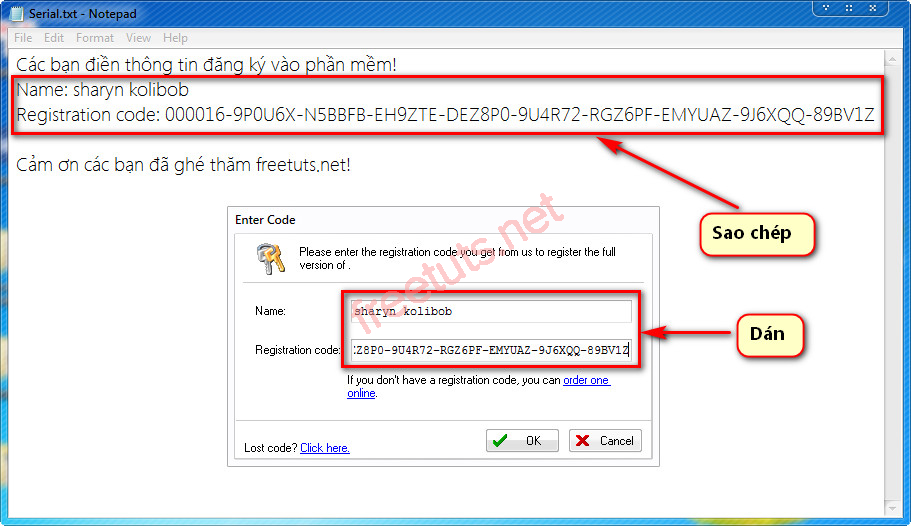 Serial.txt - Notepad
File Edit Format View Help
Các bạn điền thông tin đăng ký vào phần mềm!
Name: sharyn kolibob
Registration code: 000016-9P0U6X-N5BBFB-EH9ZTE-DEZ8P0-9U4R72-RGZ6PF-EMYUAZ-9J6XQQ-89BV1Z
Cảm ơn các bạn đã ghé thăm freetuts.net!
Sao chép
Enter Code
Please enter the registration code you get from us to register the full
version of .
freetuts.net
Name: sharyn kolibob
Dán
Registration code: :Z8P0-9U4R72-RGZ6PF-EMYUAZ-9J6XQQ-89BV1Z
If you don't have a registration code, you can order one
online.
Lost code? Click here. OK Cancel